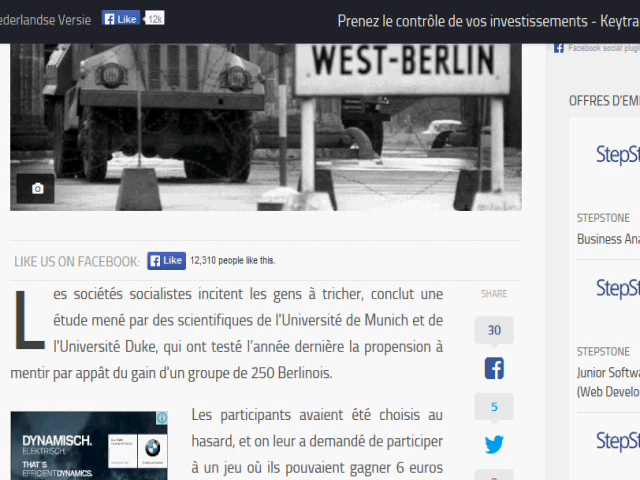 ederlandse Versie
Like
12k
Prenez le contrôle de vos investissements - Keytra
WEST-BERLIN
Facebook social plugin
OFFRES D'EM
StepSt
STEPSTONE
Business Ana
StepSt
STEPSTONE
Junior Softwa
(Web Develo
StepSt
LIKE US ON FACEBOOK:
Like
12,310 people like this.
Les sociétés socialistes incitent les gens à tricher, conclut une
étude mené par des scientifiques de l'Université de Munich et de
l'Université Duke, qui ont testé l'année dernière la propension à
mentir par appât du gain d'un groupe de 250 Berlinois.
SHARE
30
5
DYNAMISCH.
ELEKTRISCH.
THAT'S
EFFICIENTDYNAMICS.
Les participants avaient été choisis au
hasard, et on leur a demandé de participer
à un jeu où ils pouvaient gagner 6 euros